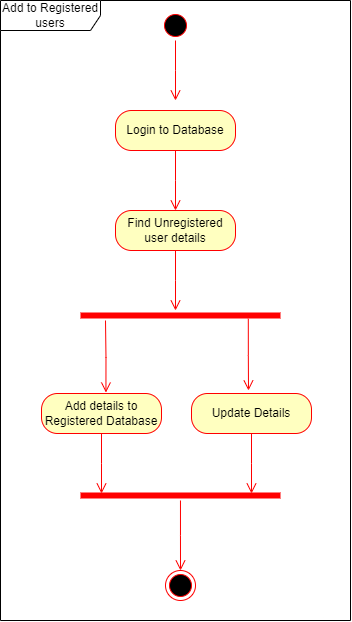 Add to Registered
users
Login to Database
Find Unregistered
user details
Add details to
Registered Database
Update Details